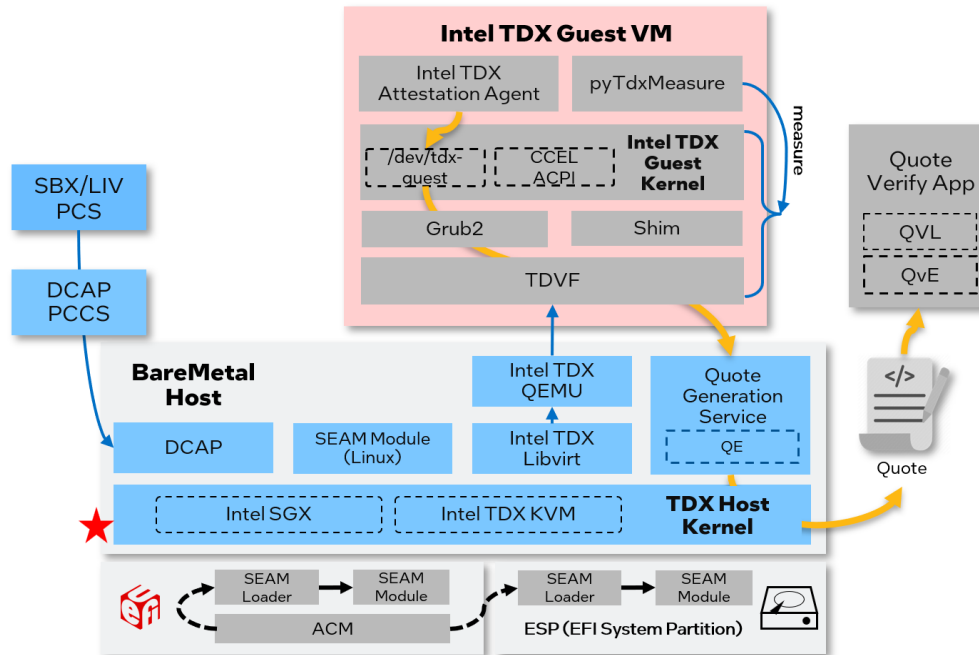 Intel TDX Guest VM
Intel TDX
Attestation Agent
pyTdxMeasure
measure
/dev/tdx-
guest
CCEL
ACPI
Intel TDX
Guest
Kernel
Grub2
Shim
TDVF
SBX/LIV
PCS
DCAP
PCCS
Quote
Verify App
QVL
QvE
BareMetal
Host
Intel TDX
QEMU
Quote
Generation
Service
QE
DCAP
SEAM Module
(Linux)
Intel TDX
Libvirt
</>
Quote
Intel SGX
Intel TDX KVM
TDX Host
Kernel
UEFI
SEAM
Loader
SEAM
Module
ACM
SEAM
Loader
SEAM
Module
ESP (EFI System Partition)